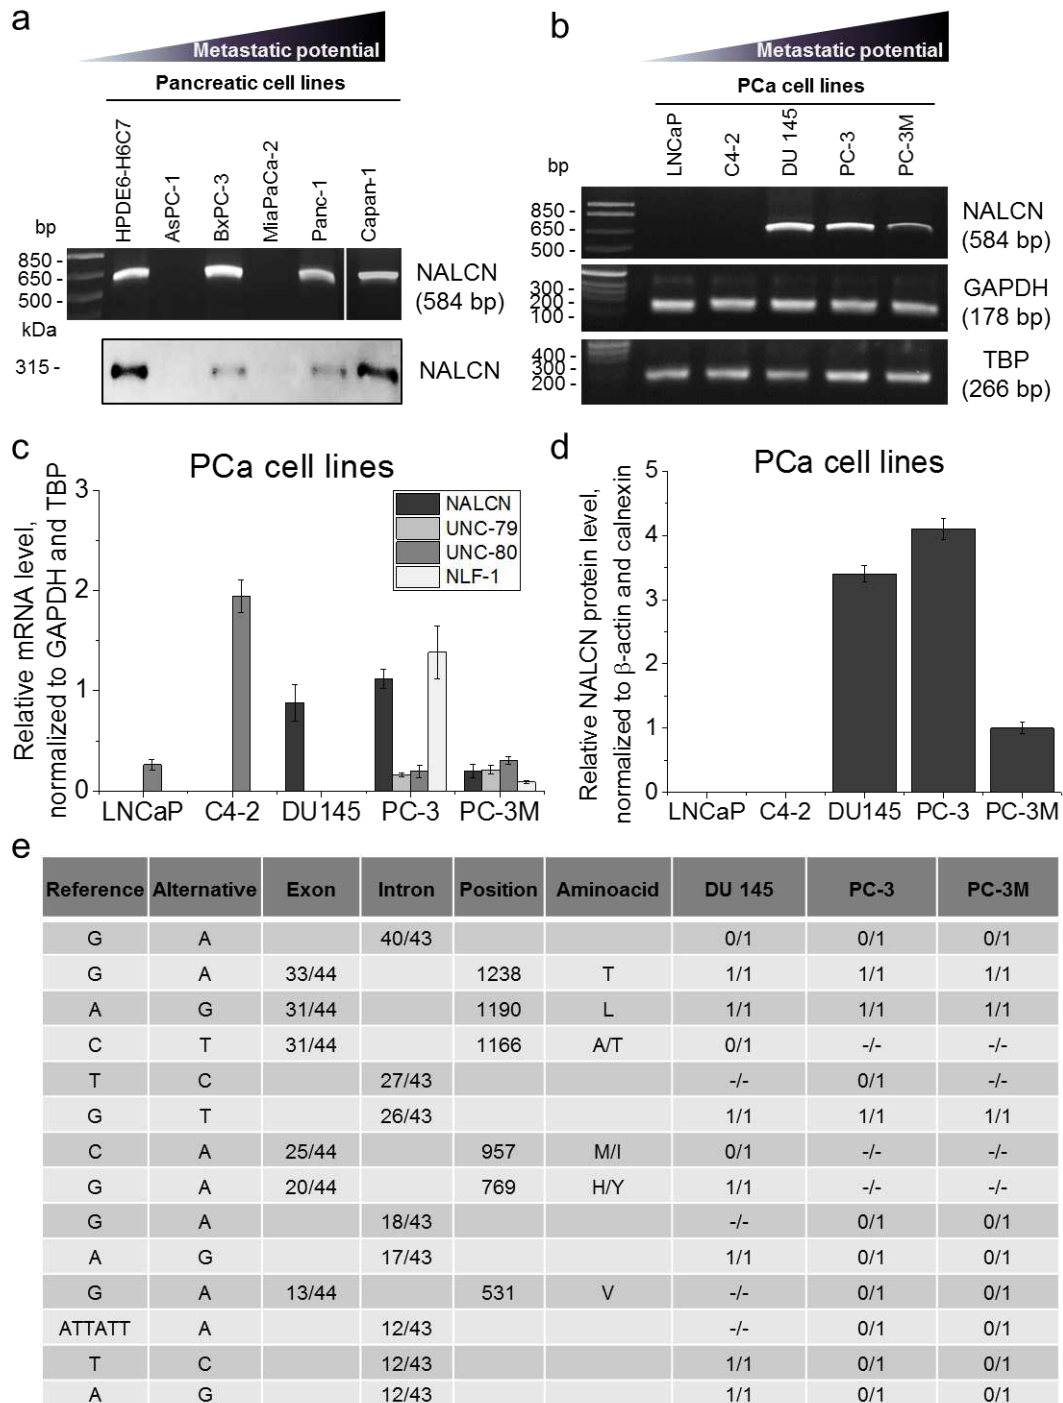 a
Metastatic potential
Pancreatic cell lines
bp
HPDE6-H6C7
AsPC-1
BxPC-3
MiaPaCa-2
Panc-1
Capan-1
850 -
650 -
500 -
NALCN
(584 bp)
kDa
315 -
NALCN
b
Metastatic potential
PCa cell lines
bp
LNCaP
C4-2
DU 145
PC-3
PC-3M
850 -
650 -
500 -
NALCN
(584 bp)
300 -
200 -
100 -
GAPDH
(178 bp)
400 -
300 -
200 -
TBP
(266 bp)
c
PCa cell lines
Relative mRNA level,
normalized to GAPDH and TBP
3
2
1
0
NALCN
UNC-79
UNC-80
NLF-1
LNCaP C4-2 DU145 PC-3 PC-3M
d
PCa cell lines
Relative NALCN protein level,
normalized to β-actin and calnexin
5
4
3
2
1
0
LNCaP C4-2 DU145 PC-3 PC-3M
e
Reference Alternative Exon Intron Position Aminoacid DU 145 PC-3 PC-3M
G A 40/43 0/1 0/1 0/1
G A 33/44 1238 T 1/1 1/1 1/1
A G 31/44 1190 L 1/1 1/1 1/1
C T 31/44 1166 A/T 0/1 -/- -/-
T C 27/43 -/- 0/1 -/-
G T 26/43 1/1 1/1 1/1
C A 25/44 957 M/I 0/1 -/- -/-
G A 20/44 769 H/Y 1/1 -/- -/-
G A 18/43 -/- 0/1 0/1
A G 17/43 1/1 0/1 0/1
G A 13/44 531 V -/- 0/1 0/1
ATTATT A 12/43 -/- 0/1 0/1
T C 12/43 1/1 0/1 0/1
A G 12/43 1/1 0/1 0/1